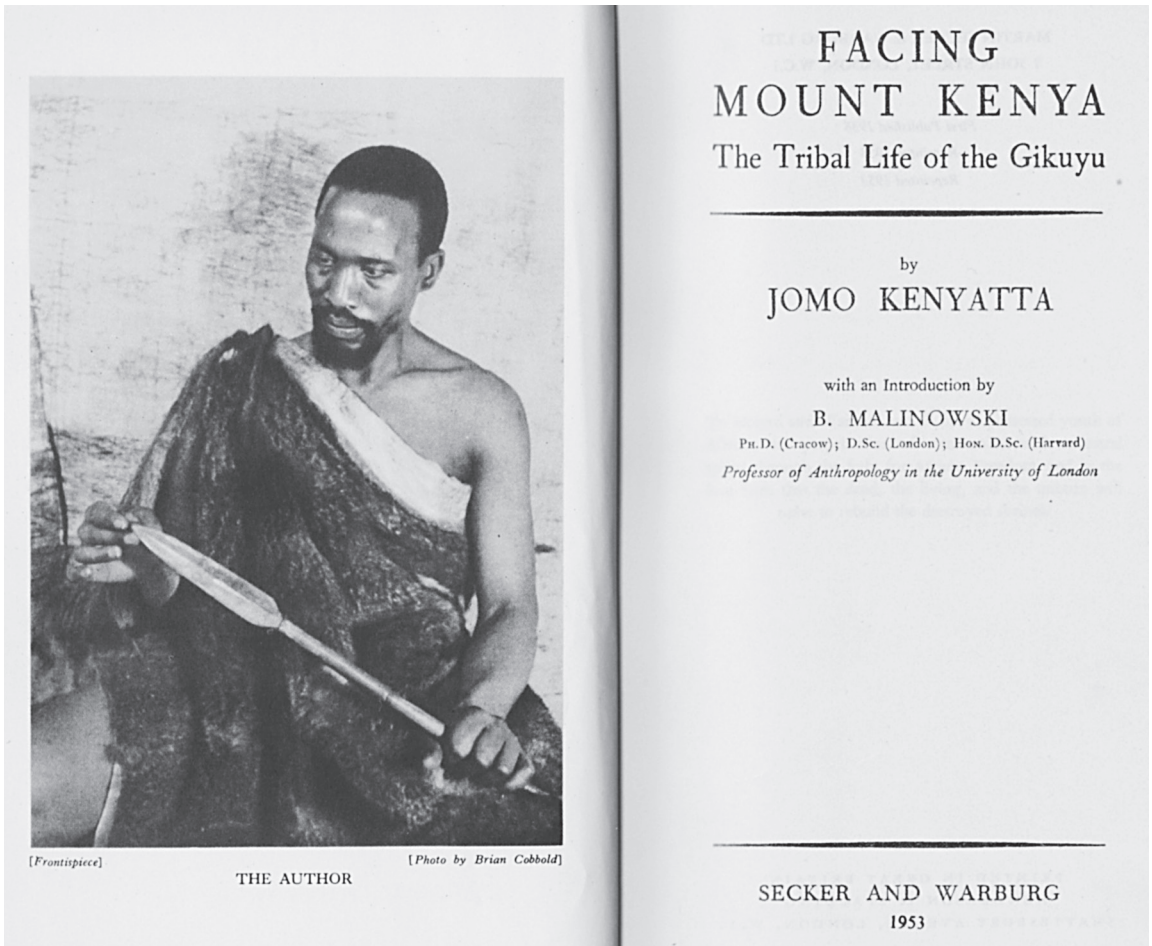 [Frontispiece]
[Photo by Brian Cobbold]
THE AUTHOR
FACING
MOUNT KENYA
The Tribal Life of the Gikuyu
by
JOMO KENYATTA
with an Introduction by
B. MALINOWSKI
PH.D. (Cracow); D.Sc. (London); HON. D.Sc. (Harvard)
Professor of Anthropology in the University of London
SECKER AND WARBURG
1953